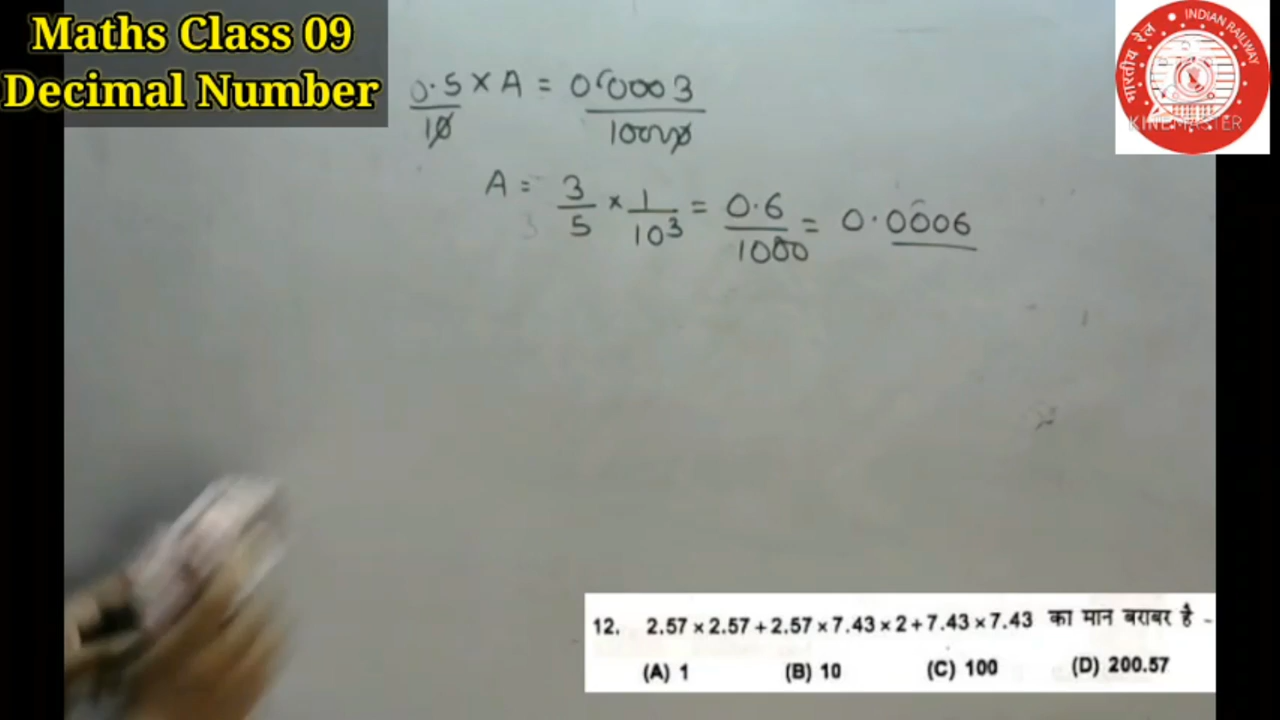 Maths Class 09
Decimal Number
भारतीय रेल INDIAN RAILWAY
KINEMASTER
0.5 × A = 0.0003
10 10000
A = 3/5 × 1/10³ = 0.6/1000 = 0.0006
12. 2.57 × 2.57 + 2.57 × 7.43 × 2 + 7.43 × 7.43 का मान बराबर है -
(A) 1 (B) 10 (C) 100 (D) 200.57